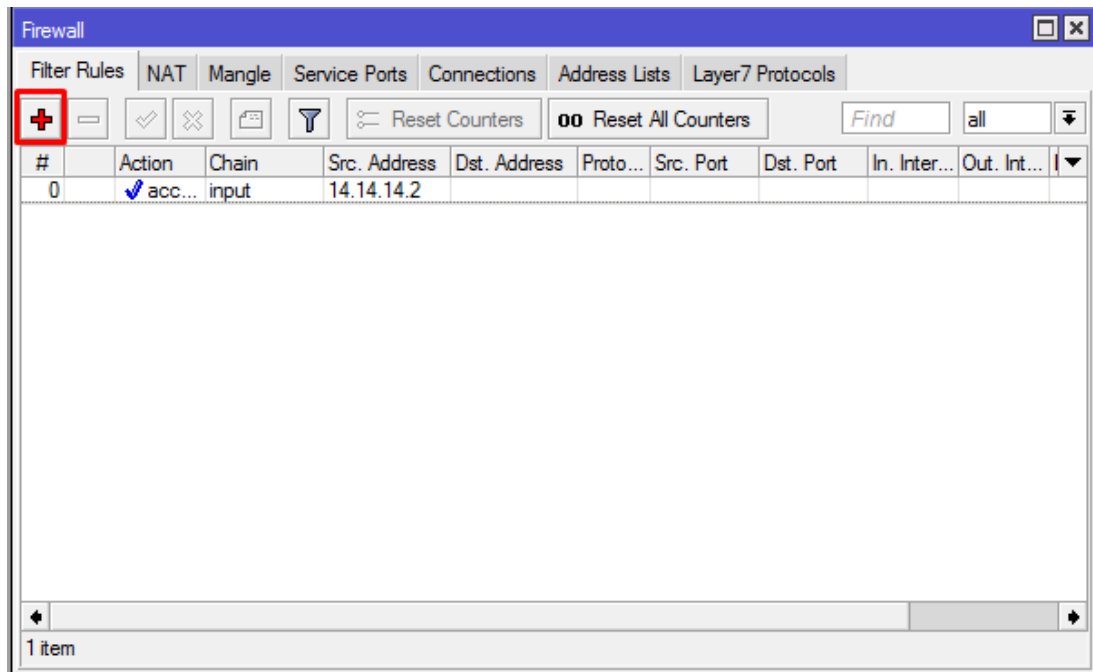 Firewall
Filter Rules NAT Mangle Service Ports Connections Address Lists Layer7 Protocols
Reset Counters 00 Reset All Counters Find all
# Action Chain Src. Address Dst. Address Proto... Src. Port Dst. Port In. Inter... Out. Int...
0 acc... input 14.14.14.2
1 item